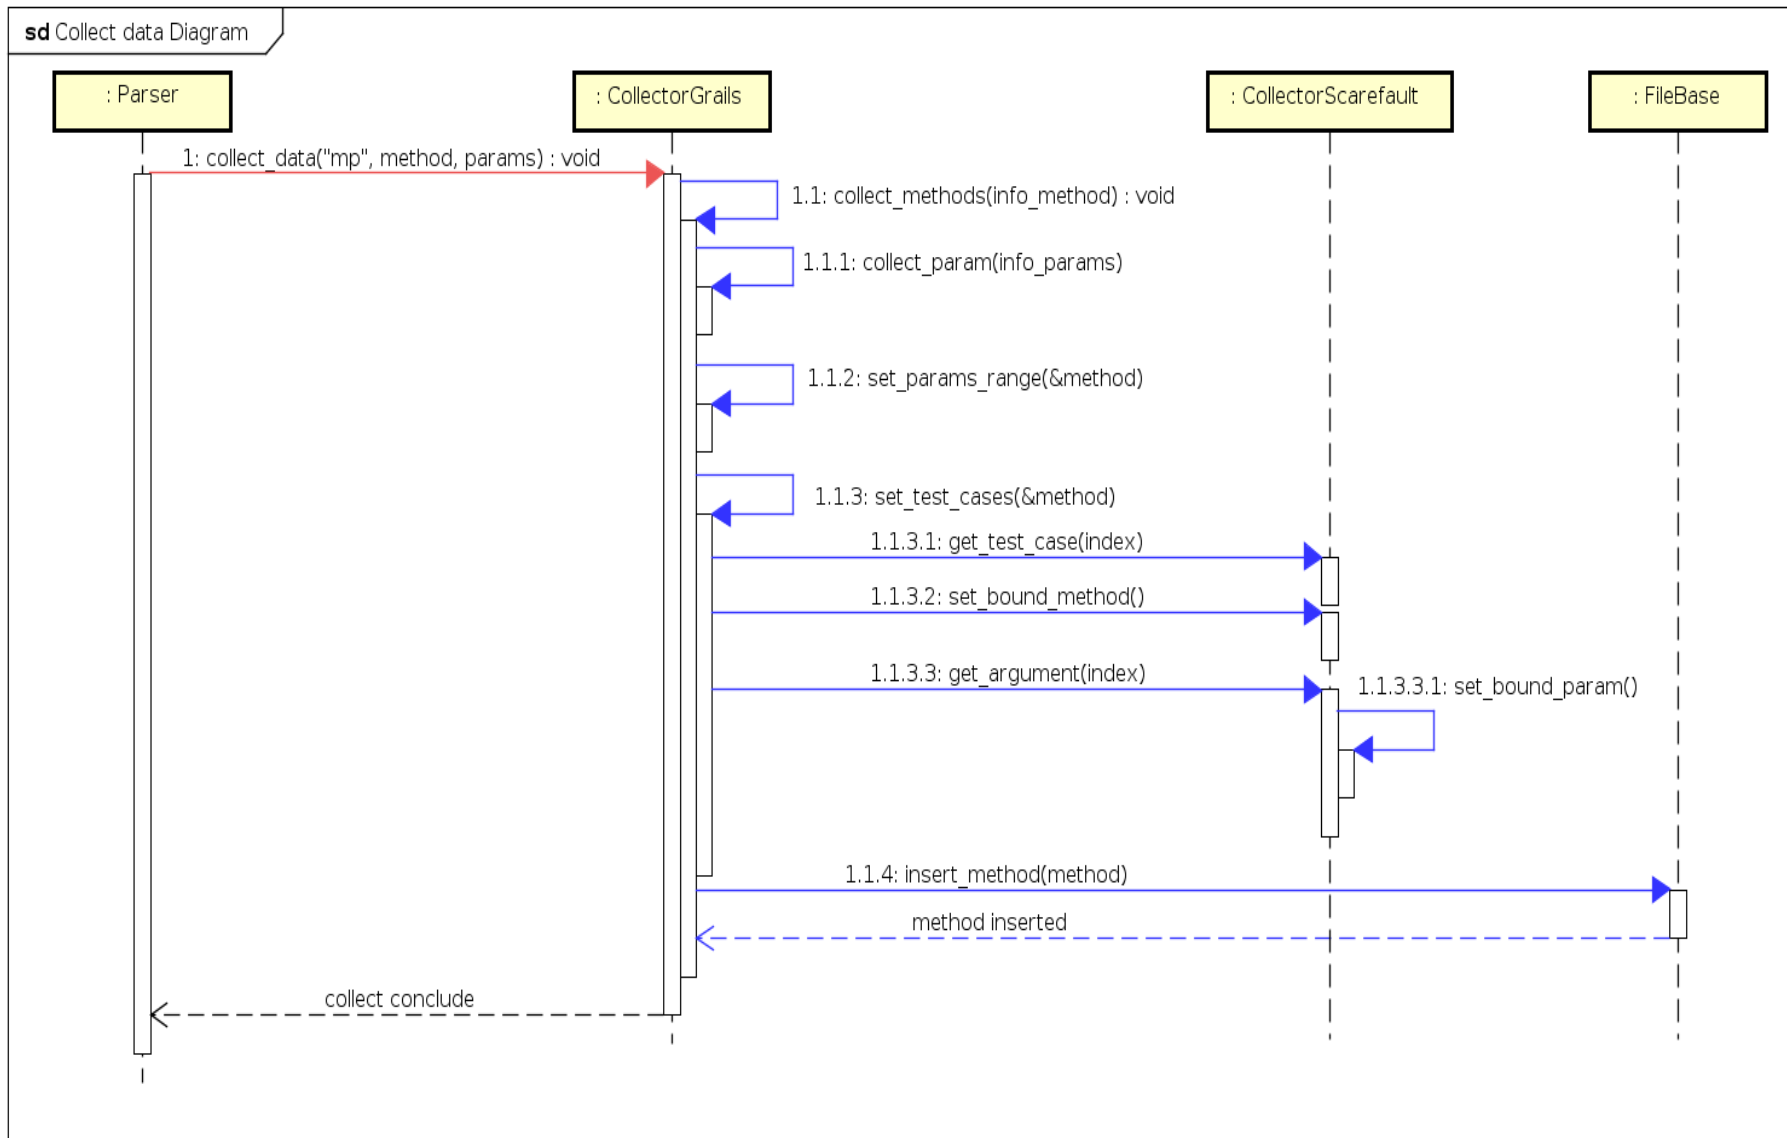 sd Collect data Diagram
: Parser
: CollectorGrails
: CollectorScarefault
: FileBase
1: collect_data("mp", method, params) : void
1.1: collect_methods(info_method) : void
1.1.1: collect_param(info_params)
1.1.2: set_params_range(&method)
1.1.3: set_test_cases(&method)
1.1.3.1: get_test_case(index)
1.1.3.2: set_bound_method()
1.1.3.3: get_argument(index)
1.1.3.3.1: set_bound_param()
1.1.4: insert_method(method)
method inserted
collect conclude